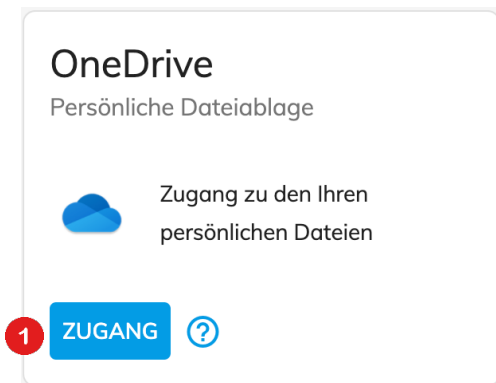 OneDrive
Persönliche Dateiablage
Zugang zu den Ihren
persönlichen Dateien
1 ZUGANG ?